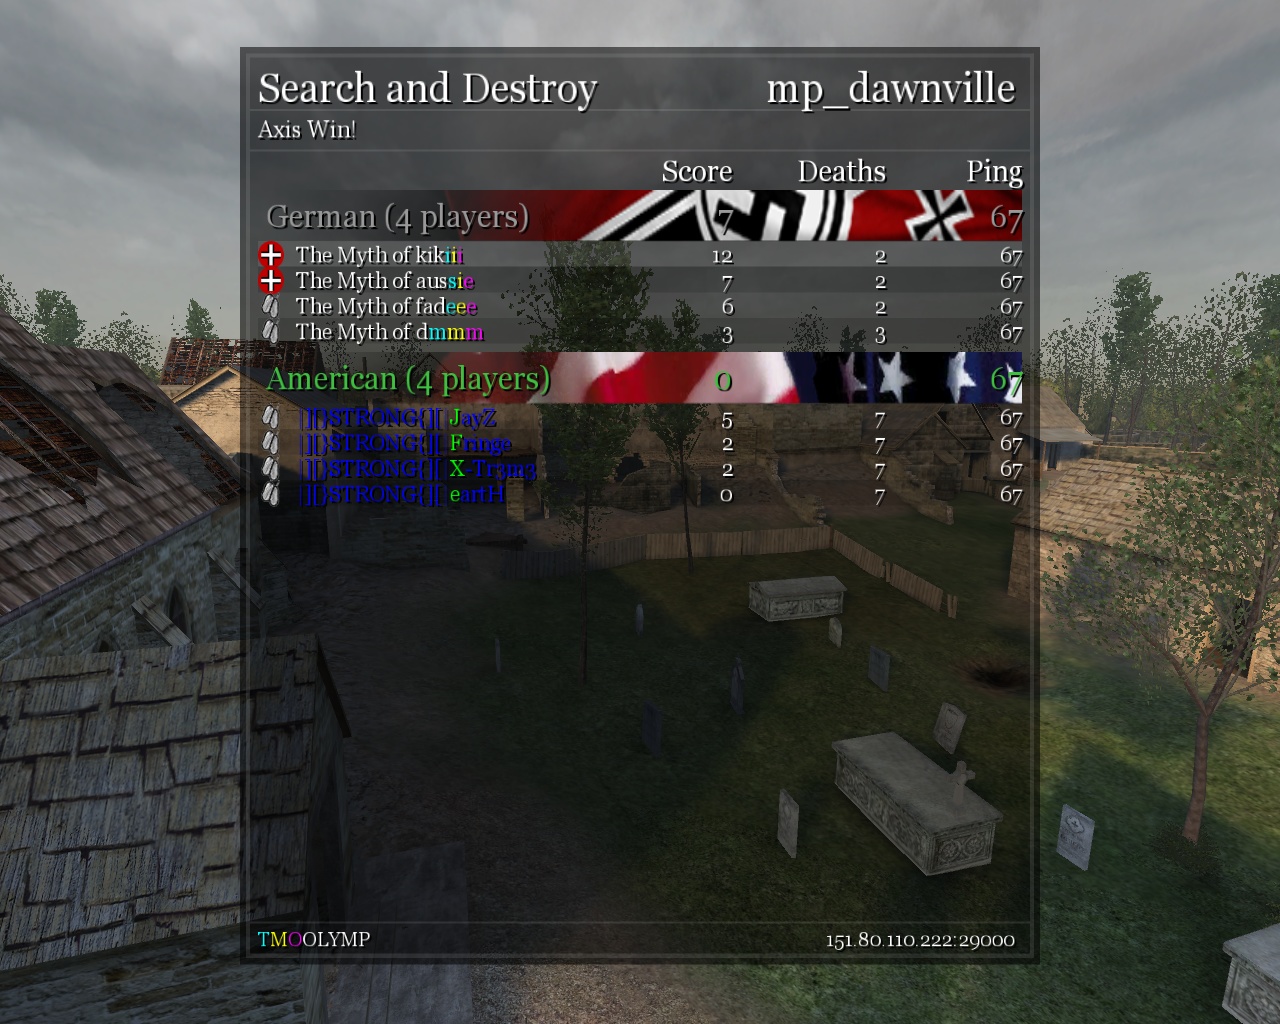 Search and Destroy mp_dawnville
Axis Win!
Score Deaths Ping
German (4 players) 7 67
The Myth of kikiii 12 2 67
The Myth of aussie 7 2 67
The Myth of fadeee 6 2 67
The Myth of dmmm 3 3 67
American (4 players) 0 67
|][}STRONG{][ JayZ 5 7 67
|][}STRONG{][ Fringe 2 7 67
|][}STRONG{][ X-Tr3m3 2 7 67
|][}STRONG{][ eartH 0 7 67
TMOOLYMP 151.80.110.222:29000